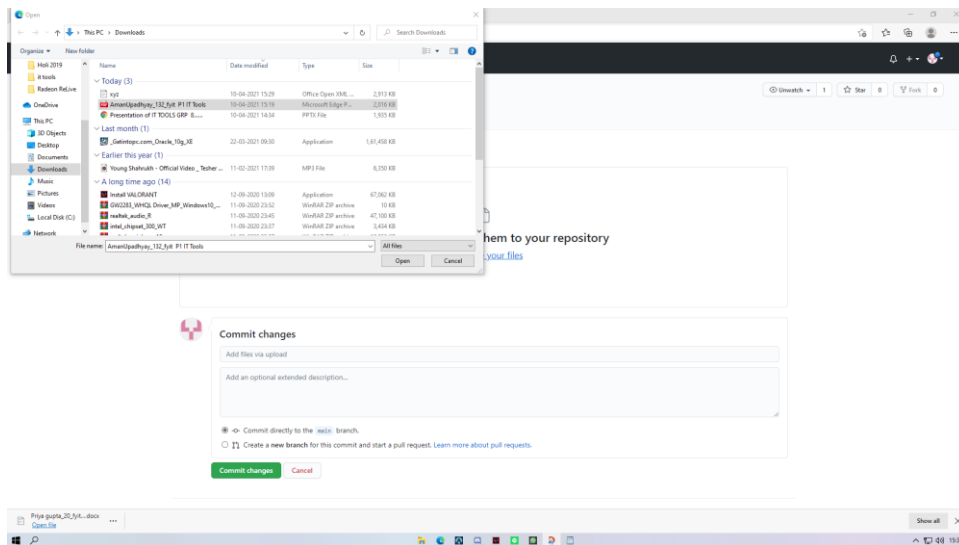 Open
This PC > Downloads
Search Downloads
Organize
New folder
Holi 2019
it tools
Radeon ReLive
OneDrive
This PC
3D Objects
Desktop
Documents
Downloads
Music
Pictures
Videos
Local Disk (C:)
Network
Name Date modified Type Size
Today (3)
xyz 10-04-2021 15:29 Office Open XML ... 2,913 KB
AmanUpadhyay_132_fyit P1 IT Tools 10-04-2021 15:19 Microsoft Edge P... 2,016 KB
Presentation of IT TOOLS GRP 8...... 10-04-2021 14:34 PPTX File 1,935 KB
Last month (1)
_Getintopc.com_Oracle_10g_XE 22-03-2021 09:50 Application 1,61,458 KB
Earlier this year (1)
Young Shahrukh - Official Video _ Tesher ... 11-02-2021 17:39 MP3 File 8,350 KB
A long time ago (14)
Install VALORANT 12-09-2020 13:09 Application 67,062 KB
GW2283_WHQL Driver_MP_Windows10_... 11-09-2020 23:52 WinRAR ZIP archive 10 KB
realtek_audio_R 11-09-2020 23:45 WinRAR ZIP archive 47,100 KB
intel_chipset_300_WT 11-09-2020 23:37 WinRAR ZIP archive 3,434 KB
File name: AmanUpadhyay_132_fyit P1 IT Tools
All files
Open Cancel
Unwatch 1 Star 0 Fork 0
hem to your repository
your files
Commit changes
Add files via upload
Add an optional extended description...
Commit directly to the main branch.
Create a new branch for this commit and start a pull request. Learn more about pull requests.
Commit changes Cancel
Priya gupta_20_fyit....docx
Open file
Show all